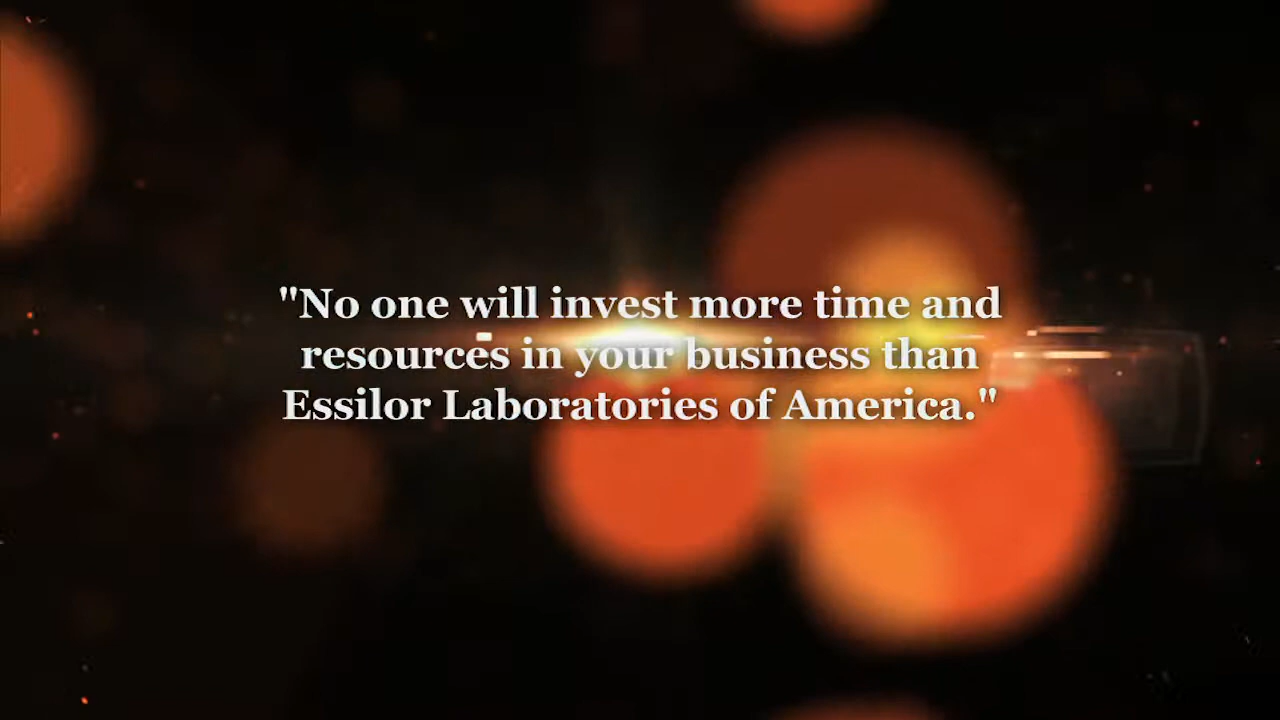 "No one will invest more time and
resources in your business than
Essilor Laboratories of America."